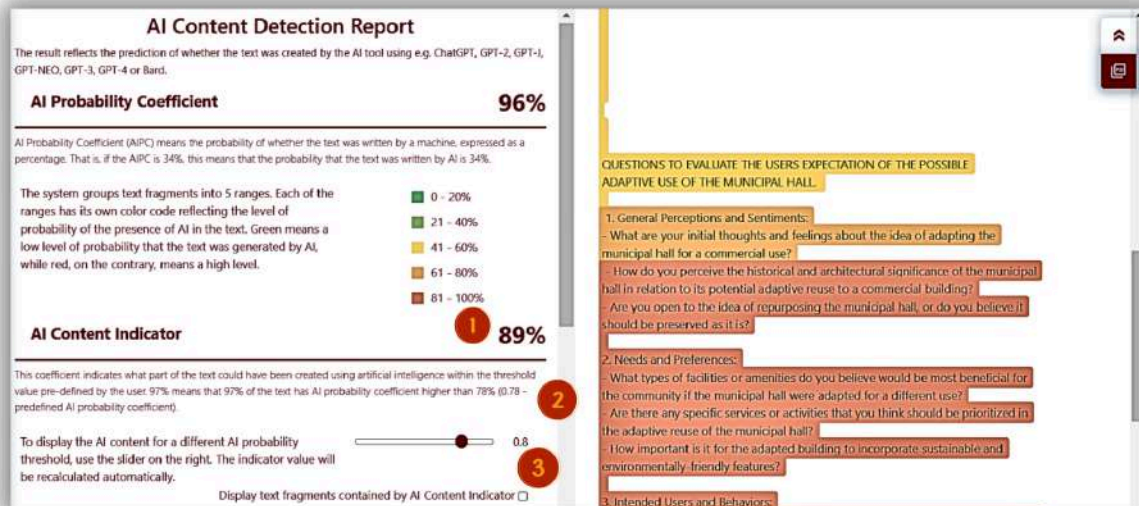 AI Content Detection Report
The result reflects the prediction of whether the text was created by the AI tool using e.g. ChatGPT, GPT-2, GPT-J,
GPT-NEO, GPT-3, GPT-4 or Bard.
AI Probability Coefficient 96%
AI Probability Coefficient (AIPC) means the probability of whether the text was written by a machine, expressed as a
percentage. That is, if the AIPC is 34%, this means that the probability that the text was written by AI is 34%.
The system groups text fragments into 5 ranges. Each of the
ranges has its own color code reflecting the level of
probability of the presence of AI in the text. Green means a
low level of probability that the text was generated by AI,
while red, on the contrary, means a high level.
0 - 20%
21 - 40%
41 - 60%
61 - 80%
81 - 100%
1
AI Content Indicator 89%
This coefficient indicates what part of the text could have been created using artificial intelligence within the threshold
value pre-defined by the user. 97% means that 97% of the text has AI probability coefficient higher than 78% (0.78 -
predefined AI probability coefficient).
2
To display the AI content for a different AI probability
threshold, use the slider on the right. The indicator value will
be recalculated automatically.
0.8
3
Display text fragments contained by AI Content Indicator
QUESTIONS TO EVALUATE THE USERS EXPECTATION OF THE POSSIBLE
ADAPTIVE USE OF THE MUNICIPAL HALL.
1. General Perceptions and Sentiments:
- What are your initial thoughts and feelings about the idea of adapting the
municipal hall for a commercial use?
- How do you perceive the historical and architectural significance of the municipal
hall in relation to its potential adaptive reuse to a commercial building?
- Are you open to the idea of repurposing the municipal hall, or do you believe it
should be preserved as it is?
2. Needs and Preferences:
- What types of facilities or amenities do you believe would be most beneficial for
the community if the municipal hall were adapted for a different use?
- Are there any specific services or activities that you think should be prioritized in
the adaptive reuse of the municipal hall?
- How important is it for the adapted building to incorporate sustainable and
environmentally-friendly features?
3. Intended Users and Behaviors: